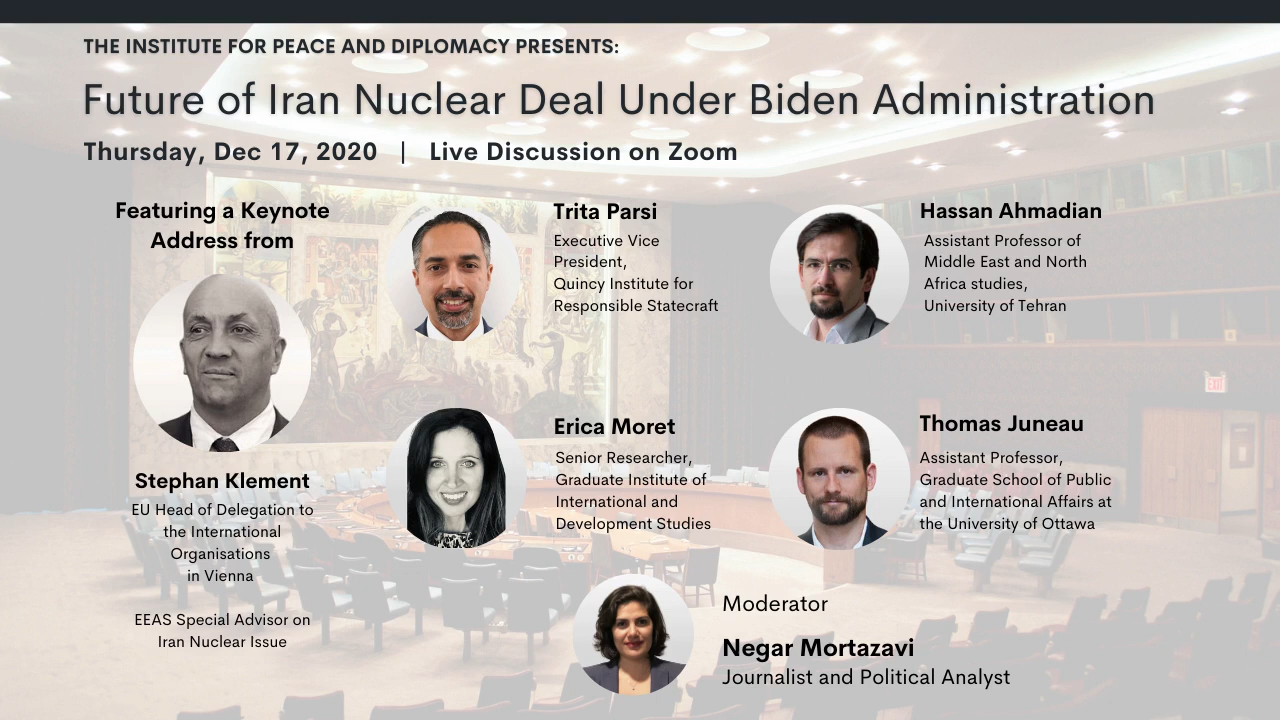 THE INSTITUTE FOR PEACE AND DIPLOMACY PRESENTS:
Future of Iran Nuclear Deal Under Biden Administration
Thursday, Dec 17, 2020 | Live Discussion on Zoom
Featuring a Keynote
Address from
Stephan Klement
EU Head of Delegation to
the International
Organisations
in Vienna
EEAS Special Advisor on
Iran Nuclear Issue
Trita Parsi
Executive Vice
President,
Quincy Institute for
Responsible Statecraft
Hassan Ahmadian
Assistant Professor of
Middle East and North
Africa studies,
University of Tehran
Erica Moret
Senior Researcher,
Graduate Institute of
International and
Development Studies
Thomas Juneau
Assistant Professor,
Graduate School of Public
and International Affairs at
the University of Ottawa
Moderator
Negar Mortazavi
Journalist and Political Analyst
EXIT